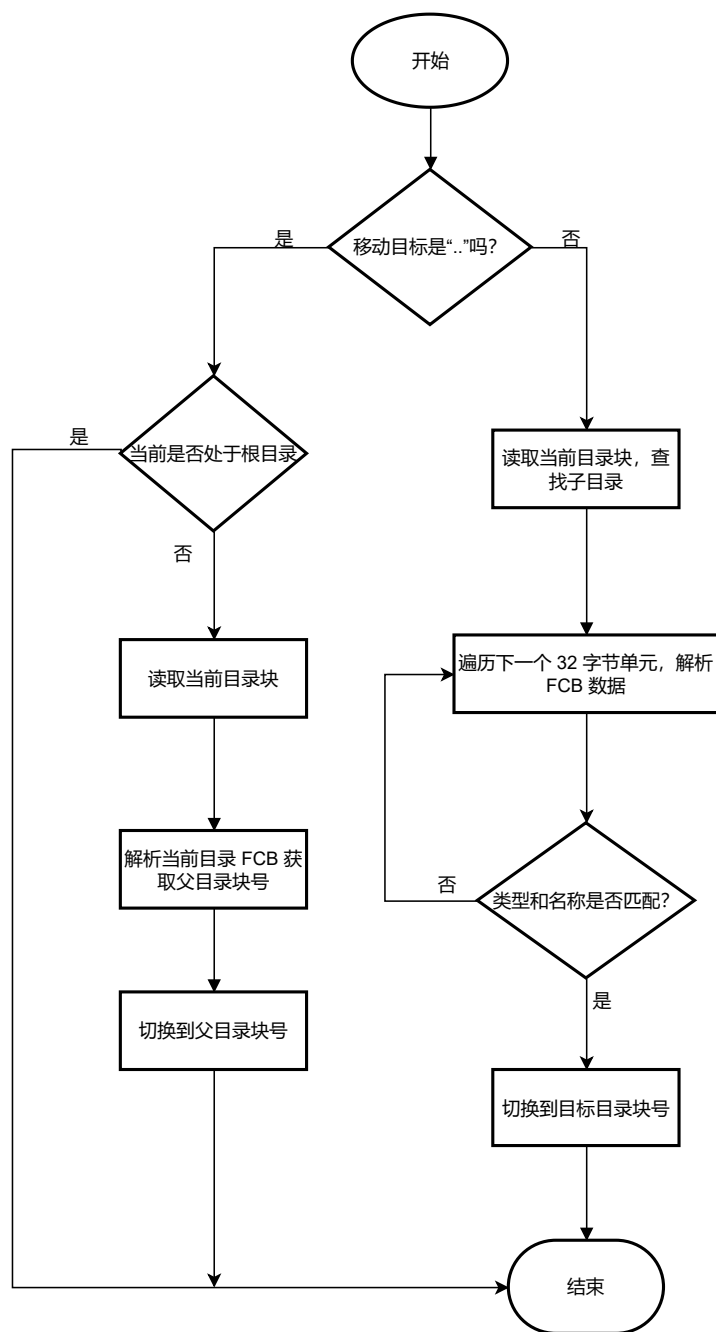 开始
移动目标是“..”吗？
是
否
当前是否处于根目录
是
否
读取当前目录块，查
找子目录
读取当前目录块
遍历下一个 32 字节单元，解析
FCB 数据
解析当前目录 FCB 获
取父目录块号
类型和名称是否匹配？
否
是
切换到父目录块号
切换到目标目录块号
结束